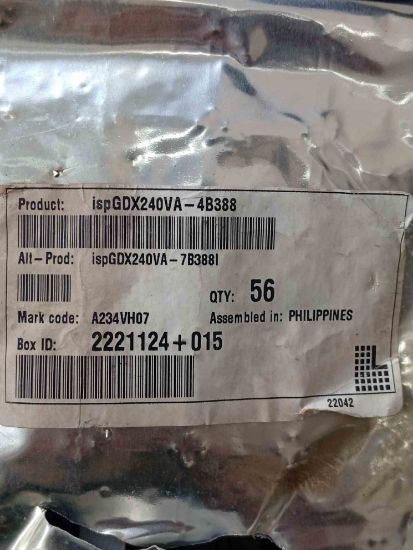 Product: ispGDX240VA-4B388
Alt-Prod: ispGDX240VA-7B388I
QTY: 56
Mark code: A234VH07 Assembled in: PHILIPPINES
Box ID: 2221124+015
22042